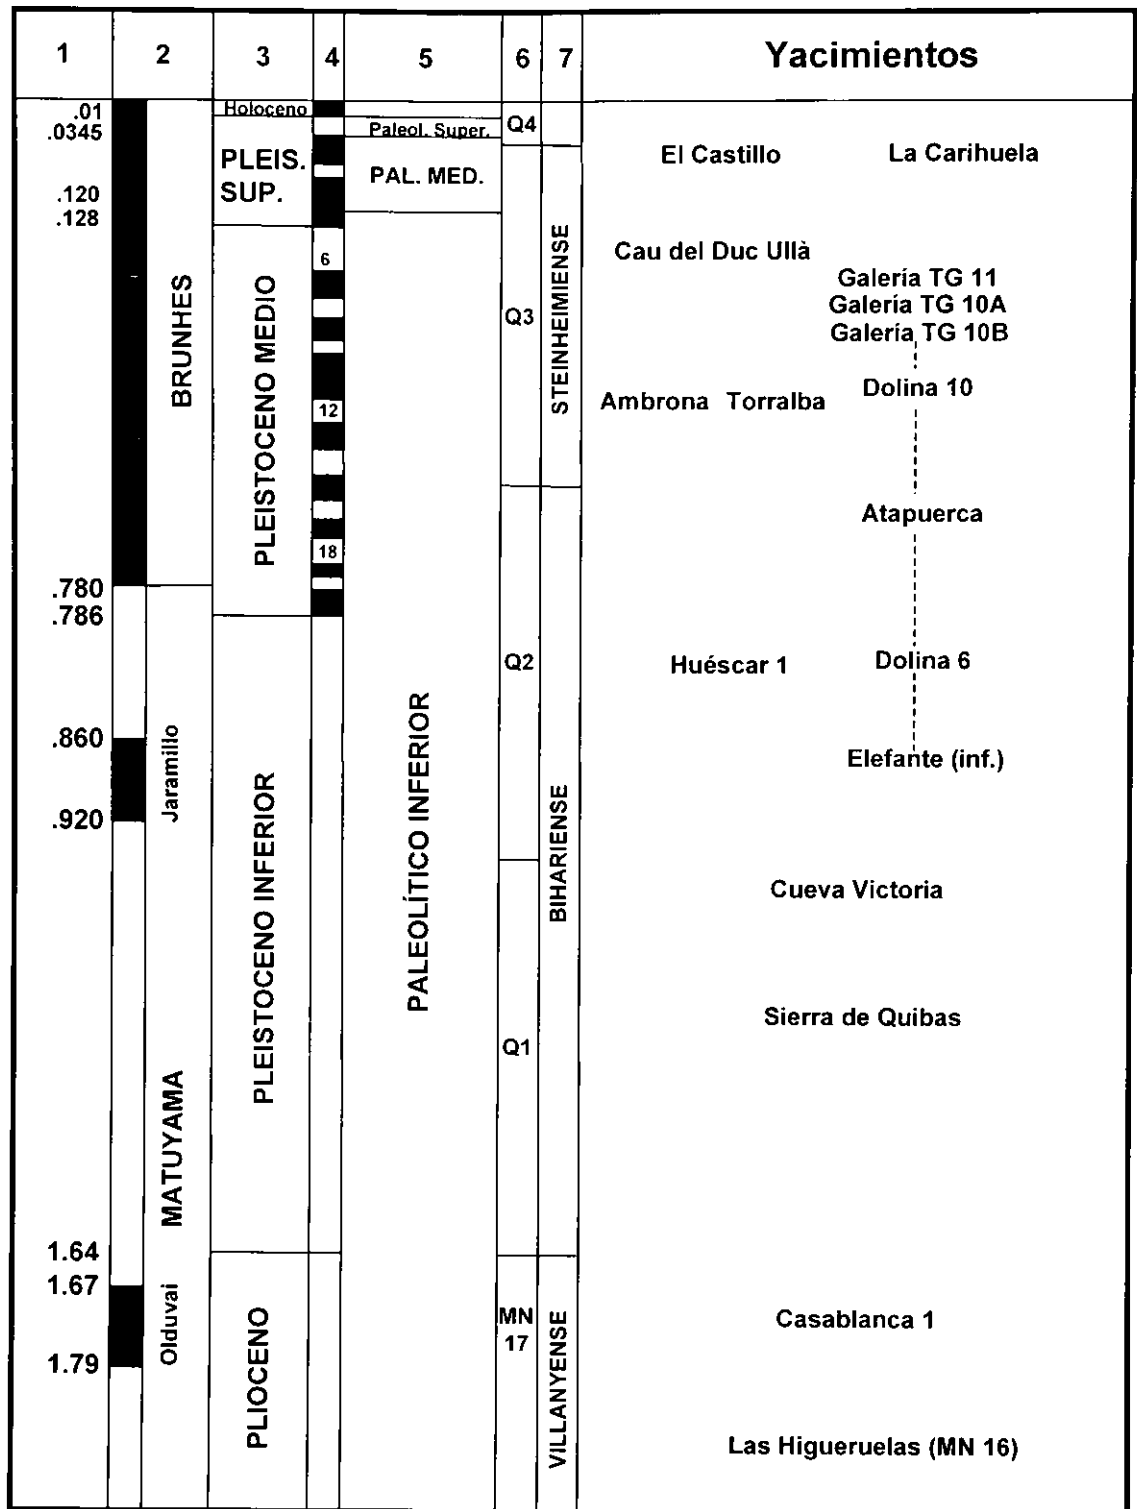 1 2 3 4 5 6 7 Yacimientos
.01
.0345
.120
.128
.780
.786
.860
.920
1.64
1.67
1.79
BRUNHES
MATUYAMA
Jaramillo
Olduvai
Holoceno
PLEIS.
SUP.
PLEISTOCENO MEDIO
PLEISTOCENO INFERIOR
PLIOCENO
6
12
18
Paleol. Super.
PAL. MED.
PALEOLÍTICO INFERIOR
Q4
Q3
Q2
Q1
MN
17
STEINHEIMIENSE
BIHARIENSE
VILLANYENSE
El Castillo La Carihuela
Cau del Duc Ullà
Galería TG 11
Galería TG 10A
Galería TG 10B
Dolina 10
Ambrona Torralba
Atapuerca
Huéscar 1 Dolina 6
Elefante (inf.)
Cueva Victoria
Sierra de Quibas
Casablanca 1
Las Higueruelas (MN 16)